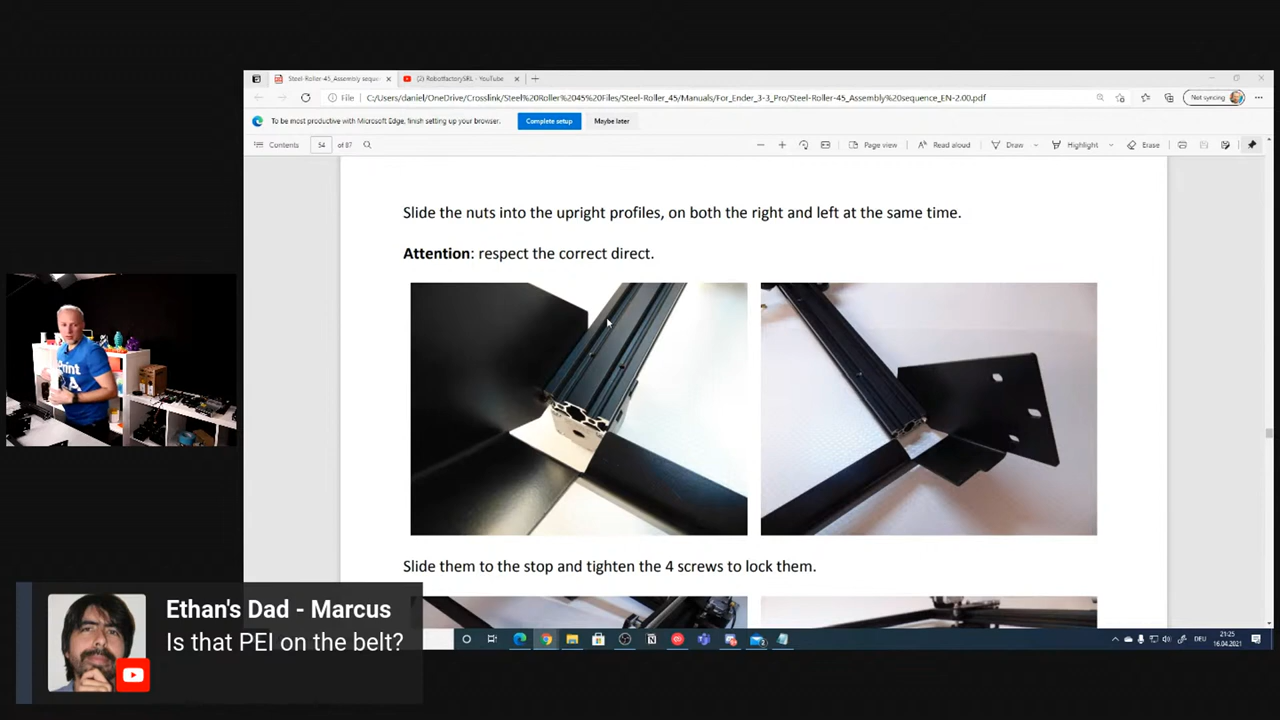 Steel-Roller-45_Assembly seque
(2) RobotfactorySRL - YouTube
File
C:/Users/daniel/OneDrive/Crosslink/Steel%20Roller%2045%20Files/Steel-Roller_45/Manuals/For_Ender_3-3_Pro/Steel-Roller-45_Assembly%20sequence_EN-2.00.pdf
Not syncing
To be most productive with Microsoft Edge, finish setting up your browser.
Complete setup
Maybe later
Contents
54 of 87
Page view
Read aloud
Draw
Highlight
Erase
Slide the nuts into the upright profiles, on both the right and left at the same time.
Attention: respect the correct direct.
Slide them to the stop and tighten the 4 screws to lock them.
Ethan's Dad - Marcus
Is that PEI on the belt?
DEU
21:25
16.04.2021